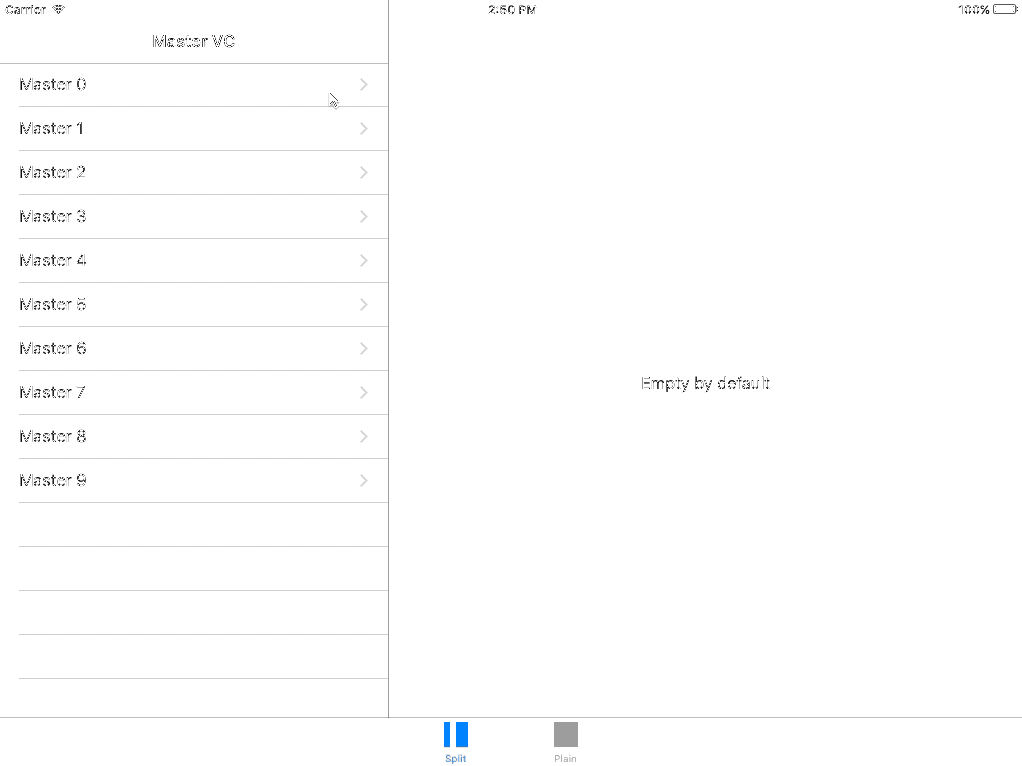 Carrier 2:50 PM 100%
Master VC
Master 0
Master 1
Master 2
Master 3
Master 4
Master 5
Master 6
Master 7
Master 8
Master 9
Empty by default
Split Plain